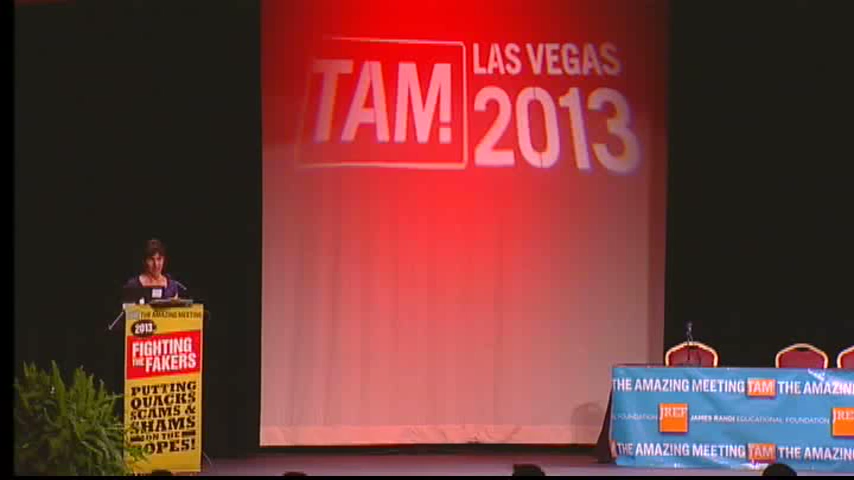 TAM!
LAS VEGAS
2013
THE AMAZING MEETING
2013
FIGHTING
THE FAKERS
PUTTING
QUACKS
SCAMS &
SHAMS
ON THE
ROPES!
THE AMAZING MEETING TAM THE AMAZIN
FOUNDATION JREF JAMES RANDI EDUCATIONAL FOUNDATION JREF
THE AMAZING MEETING TAM THE AMAZIN